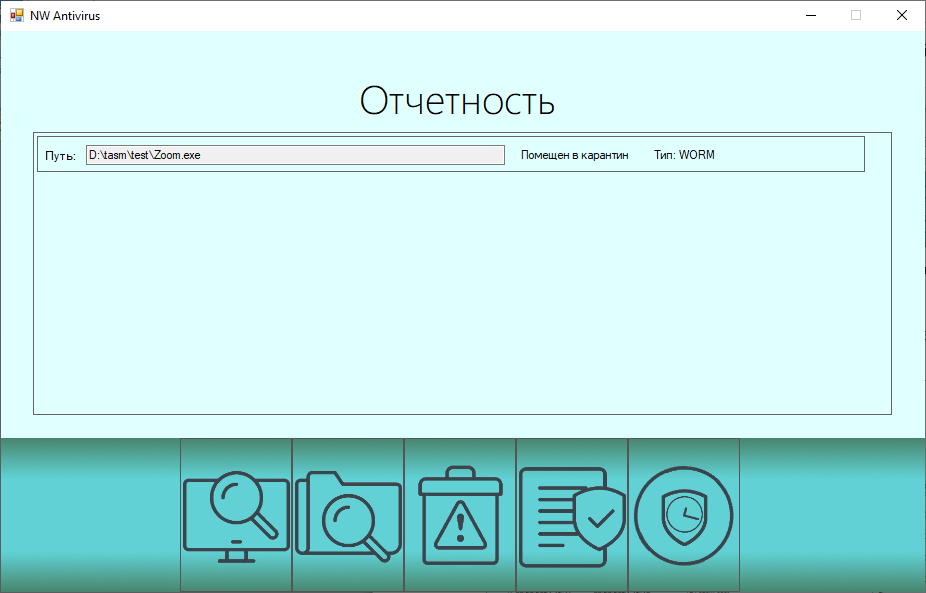 NW Antivirus
Отчетность
Путь: D:\tasm\test\Zoom.exe Помещен в карантин Тип: WORM